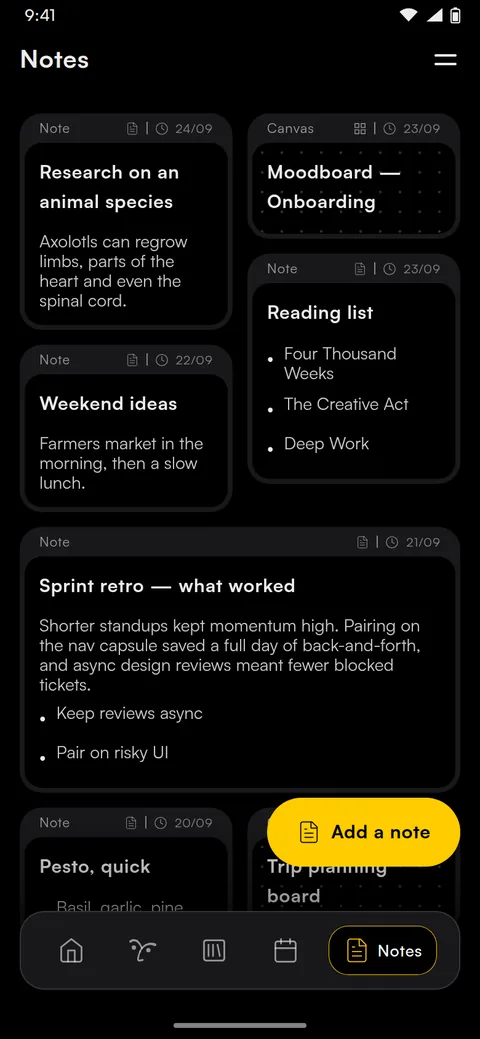 9:41
Notes
Note 24/09
Research on an
animal species
Axolotls can regrow
limbs, parts of the
heart and even the
spinal cord.
Canvas 23/09
Moodboard —
Onboarding
Note 23/09
Reading list
• Four Thousand
Weeks
• The Creative Act
• Deep Work
Note 22/09
Weekend ideas
Farmers market in the
morning, then a slow
lunch.
Note 21/09
Sprint retro — what worked
Shorter standups kept momentum high. Pairing on
the nav capsule saved a full day of back-and-forth,
and async design reviews meant fewer blocked
tickets.
• Keep reviews async
• Pair on risky UI
Note 20/09
Pesto, quick
Basil, garlic, pine
Add a note
Trip planning
board
Notes